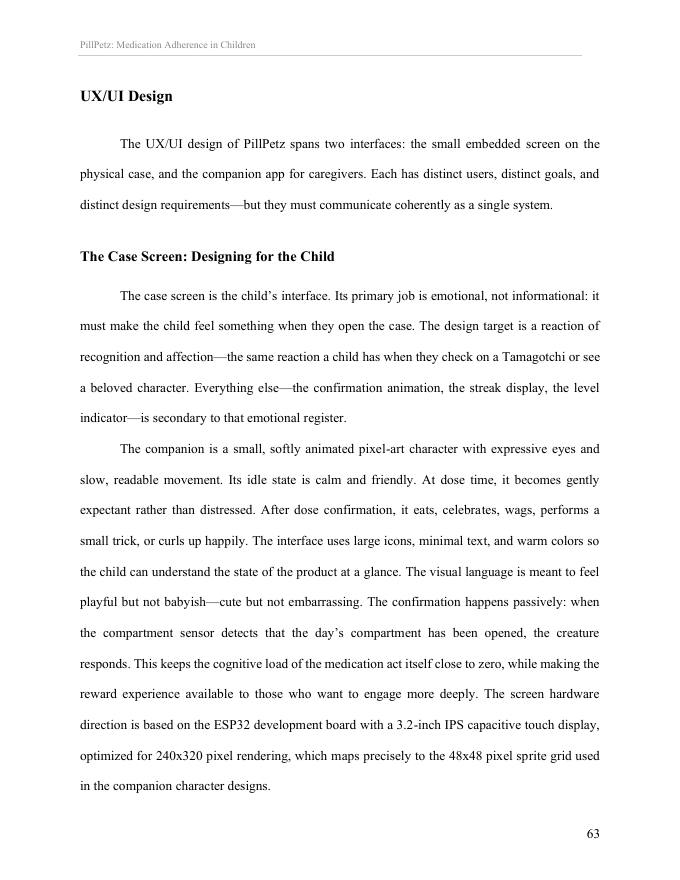 PillPetz: Medication Adherence in Children
UX/UI Design
The UX/UI design of PillPetz spans two interfaces: the small embedded screen on the
physical case, and the companion app for caregivers. Each has distinct users, distinct goals, and
distinct design requirements—but they must communicate coherently as a single system.
The Case Screen: Designing for the Child
The case screen is the child’s interface. Its primary job is emotional, not informational: it
must make the child feel something when they open the case. The design target is a reaction of
recognition and affection—the same reaction a child has when they check on a Tamagotchi or see
a beloved character. Everything else—the confirmation animation, the streak display, the level
indicator—is secondary to that emotional register.
The companion is a small, softly animated pixel-art character with expressive eyes and
slow, readable movement. Its idle state is calm and friendly. At dose time, it becomes gently
expectant rather than distressed. After dose confirmation, it eats, celebrates, wags, performs a
small trick, or curls up happily. The interface uses large icons, minimal text, and warm colors so
the child can understand the state of the product at a glance. The visual language is meant to feel
playful but not babyish—cute but not embarrassing. The confirmation happens passively: when
the compartment sensor detects that the day’s compartment has been opened, the creature
responds. This keeps the cognitive load of the medication act itself close to zero, while making the
reward experience available to those who want to engage more deeply. The screen hardware
direction is based on the ESP32 development board with a 3.2-inch IPS capacitive touch display,
optimized for 240x320 pixel rendering, which maps precisely to the 48x48 pixel sprite grid used
in the companion character designs.
63